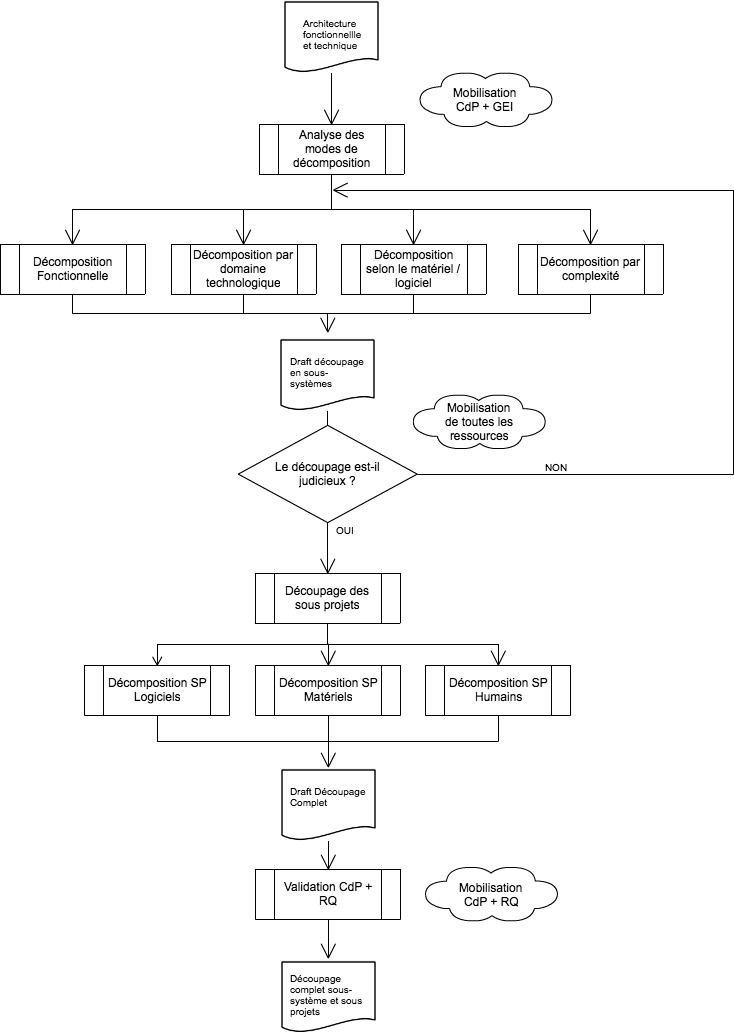 Architecture
fonctionnellle
et technique
Mobilisation
CdP + GEI
Analyse des
modes de
décomposition
Décomposition
Fonctionnelle
Décomposition par
domaine
technologique
Décomposition
selon le matériel /
logiciel
Décomposition par
complexité
Draft découpage
en sous-
systèmes
Mobilisation
de toutes les
ressources
Le découpage est-il
judicieux ?
NON
OUI
Découpage des
sous projets
Décomposition SP
Logiciels
Décomposition SP
Matériels
Décomposition SP
Humains
Draft Découpage
Complet
Validation CdP +
RQ
Mobilisation
CdP + RQ
Découpage
complet sous-
système et sous
projets